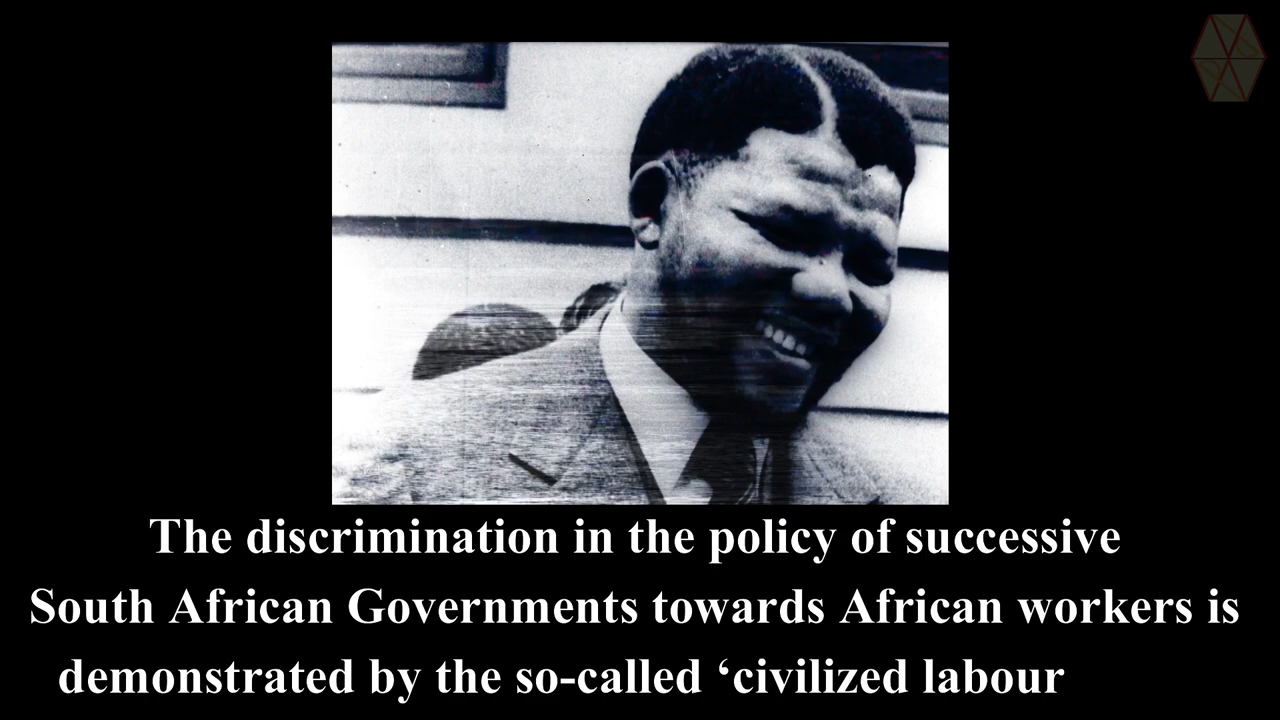 The discrimination in the policy of successive
South African Governments towards African workers is
demonstrated by the so-called ‘civilized labour